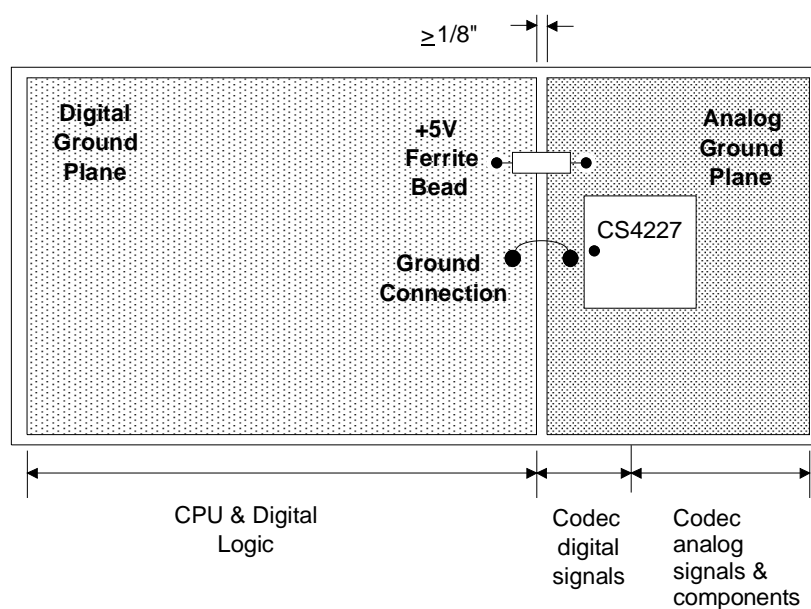 ≥1/8"
Digital
Ground
Plane
+5V
Ferrite
Bead
Analog
Ground
Plane
CS4227
Ground
Connection
CPU & Digital
Logic
Codec
digital
signals
Codec
analog
signals &
components